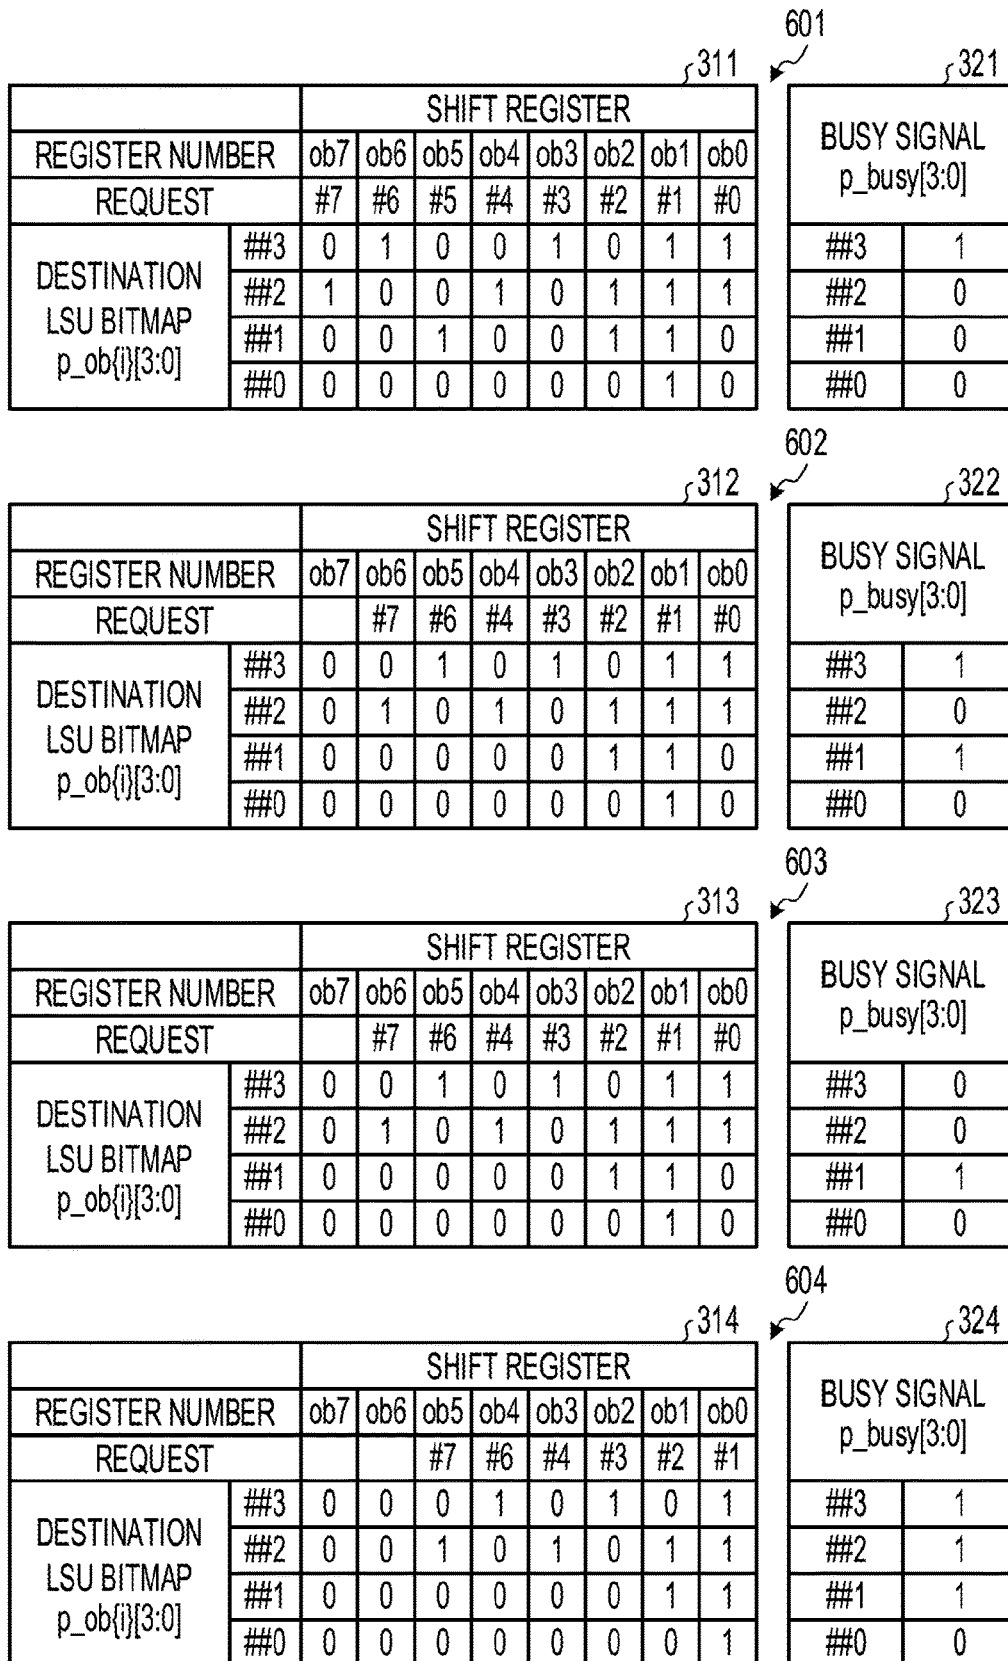 601
311 321
SHIFT REGISTER
BUSY SIGNAL
p_busy[3:0]
REGISTER NUMBER ob7 ob6 ob5 ob4 ob3 ob2 ob1 ob0
REQUEST #7 #6 #5 #4 #3 #2 #1 #0
DESTINATION
LSU BITMAP
p_ob{i}[3:0]
##3 0 1 0 0 1 0 1 1 ##3 1
##2 1 0 0 1 0 1 1 1 ##2 0
##1 0 0 1 0 0 1 1 0 ##1 0
##0 0 0 0 0 0 0 1 0 ##0 0
602
312 322
SHIFT REGISTER
BUSY SIGNAL
p_busy[3:0]
REGISTER NUMBER ob7 ob6 ob5 ob4 ob3 ob2 ob1 ob0
REQUEST #7 #6 #4 #3 #2 #1 #0
DESTINATION
LSU BITMAP
p_ob{i}[3:0]
##3 0 0 1 0 1 0 1 1 ##3 1
##2 0 1 0 1 0 1 1 1 ##2 0
##1 0 0 0 0 0 1 1 0 ##1 1
##0 0 0 0 0 0 0 1 0 ##0 0
603
313 323
SHIFT REGISTER
BUSY SIGNAL
p_busy[3:0]
REGISTER NUMBER ob7 ob6 ob5 ob4 ob3 ob2 ob1 ob0
REQUEST #7 #6 #4 #3 #2 #1 #0
DESTINATION
LSU BITMAP
p_ob{i}[3:0]
##3 0 0 1 0 1 0 1 1 ##3 0
##2 0 1 0 1 0 1 1 1 ##2 0
##1 0 0 0 0 0 1 1 0 ##1 1
##0 0 0 0 0 0 0 1 0 ##0 0
604
314 324
SHIFT REGISTER
BUSY SIGNAL
p_busy[3:0]
REGISTER NUMBER ob7 ob6 ob5 ob4 ob3 ob2 ob1 ob0
REQUEST #7 #6 #4 #3 #2 #1
DESTINATION
LSU BITMAP
p_ob{i}[3:0]
##3 0 0 0 1 0 1 0 1 ##3 1
##2 0 0 1 0 1 0 1 1 ##2 1
##1 0 0 0 0 0 0 1 1 ##1 1
##0 0 0 0 0 0 0 0 1 ##0 0